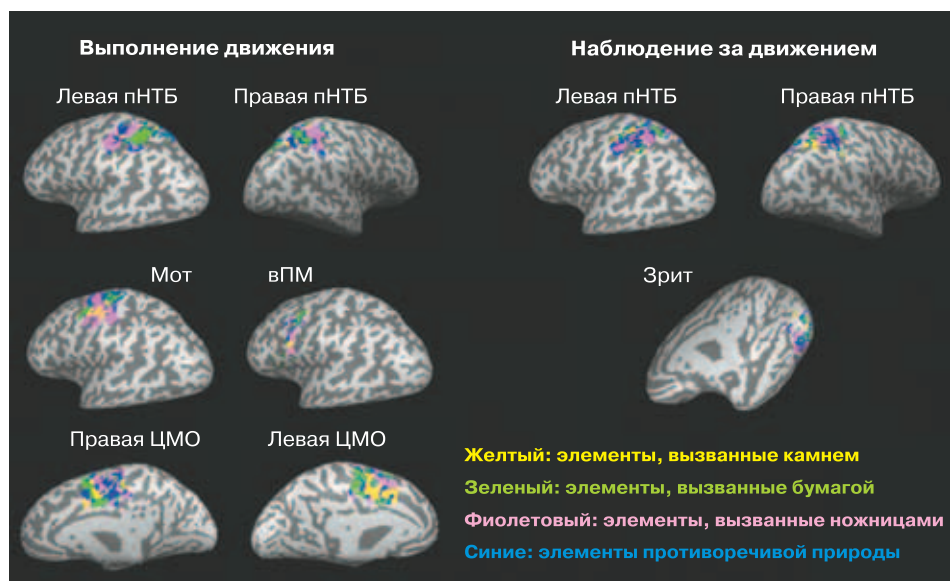 Выполнение движения
Левая пНТБ
Правая пНТБ
Мот
вПМ
Правая ЦМО
Левая ЦМО
Наблюдение за движением
Левая пНТБ
Правая пНТБ
Зрит
Желтый: элементы, вызванные камнем
Зеленый: элементы, вызванные бумагой
Фиолетовый: элементы, вызванные ножницами
Синие: элементы противоречивой природы